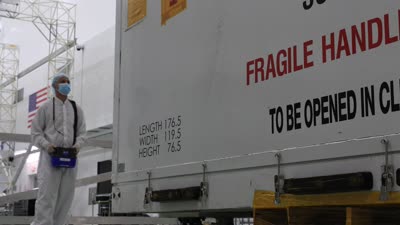 FRAGILE HANDL
TO BE OPENED IN CL
LENGTH 176.5
WIDTH 119.5
HEIGHT 76.5